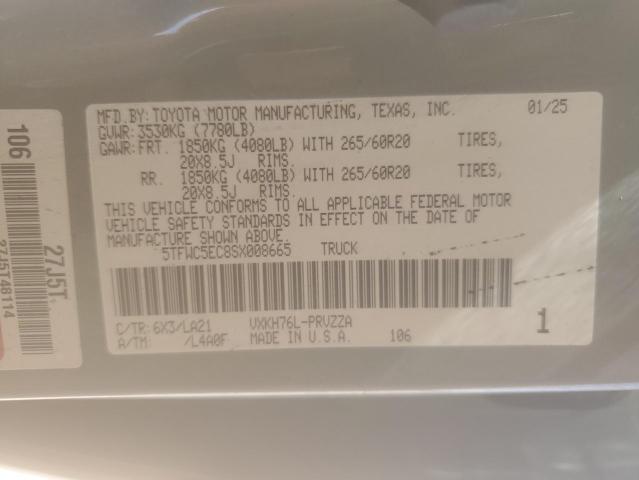 MFD.BY:TOYOTA MOTOR MANUFACTURING, TEXAS, INC. 01/25
GVWR:3530KG (7780LB)
GAWR:FRT. 1850KG (4080LB) WITH 265/60R20 TIRES,
20X8.5J RIMS.
RR. 1850KG (4080LB) WITH 265/60R20 TIRES,
20X8.5J RIMS.
THIS VEHICLE CONFORMS TO ALL APPLICABLE FEDERAL MOTOR
VEHICLE SAFETY STANDARDS IN EFFECT ON THE DATE OF
MANUFACTURE SHOWN ABOVE.
5TFWC5EC8SX008665 TRUCK
C/TR:6X3/LA21 VXKH76L-PRVZZA
A/TM: /L4A0F MADE IN U.S.A. 106
1
106
27J5T
27J5T48114